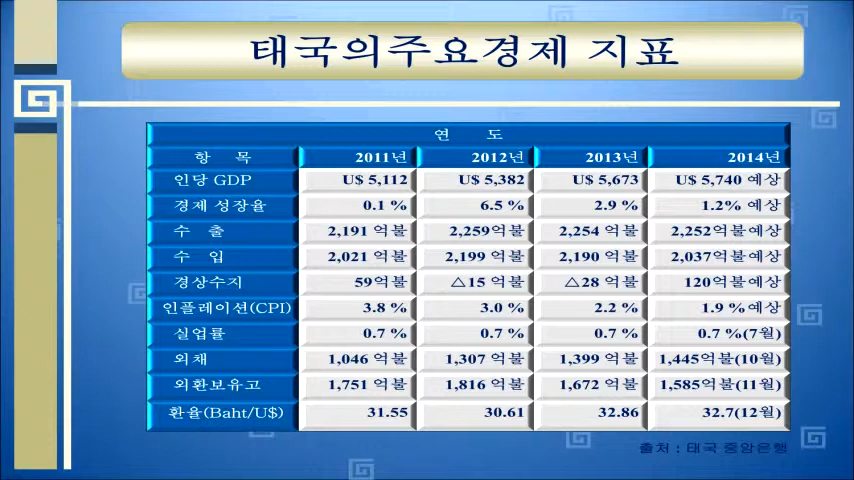 태국의주요경제 지표
연 도
항 목 2011년 2012년 2013년 2014년
인당 GDP U$ 5,112 U$ 5,382 U$ 5,673 U$ 5,740 예상
경제 성장율 0.1 % 6.5 % 2.9 % 1.2% 예상
수 출 2,191 억불 2,259억불 2,254 억불 2,252억불예상
수 입 2,021 억불 2,199 억불 2,190 억불 2,037억불예상
경상수지 59억불 △15 억불 △28 억불 120억불예상
인플레이션(CPI) 3.8 % 3.0 % 2.2 % 1.9 %예상
실업률 0.7 % 0.7 % 0.7 % 0.7 %(7월)
외채 1,046 억불 1,307 억불 1,399 억불 1,445억불(10월)
외환보유고 1,751 억불 1,816 억불 1,672 억불 1,585억불(11월)
환율(Baht/U$) 31.55 30.61 32.86 32.7(12월)
출처 : 태국 중앙은행